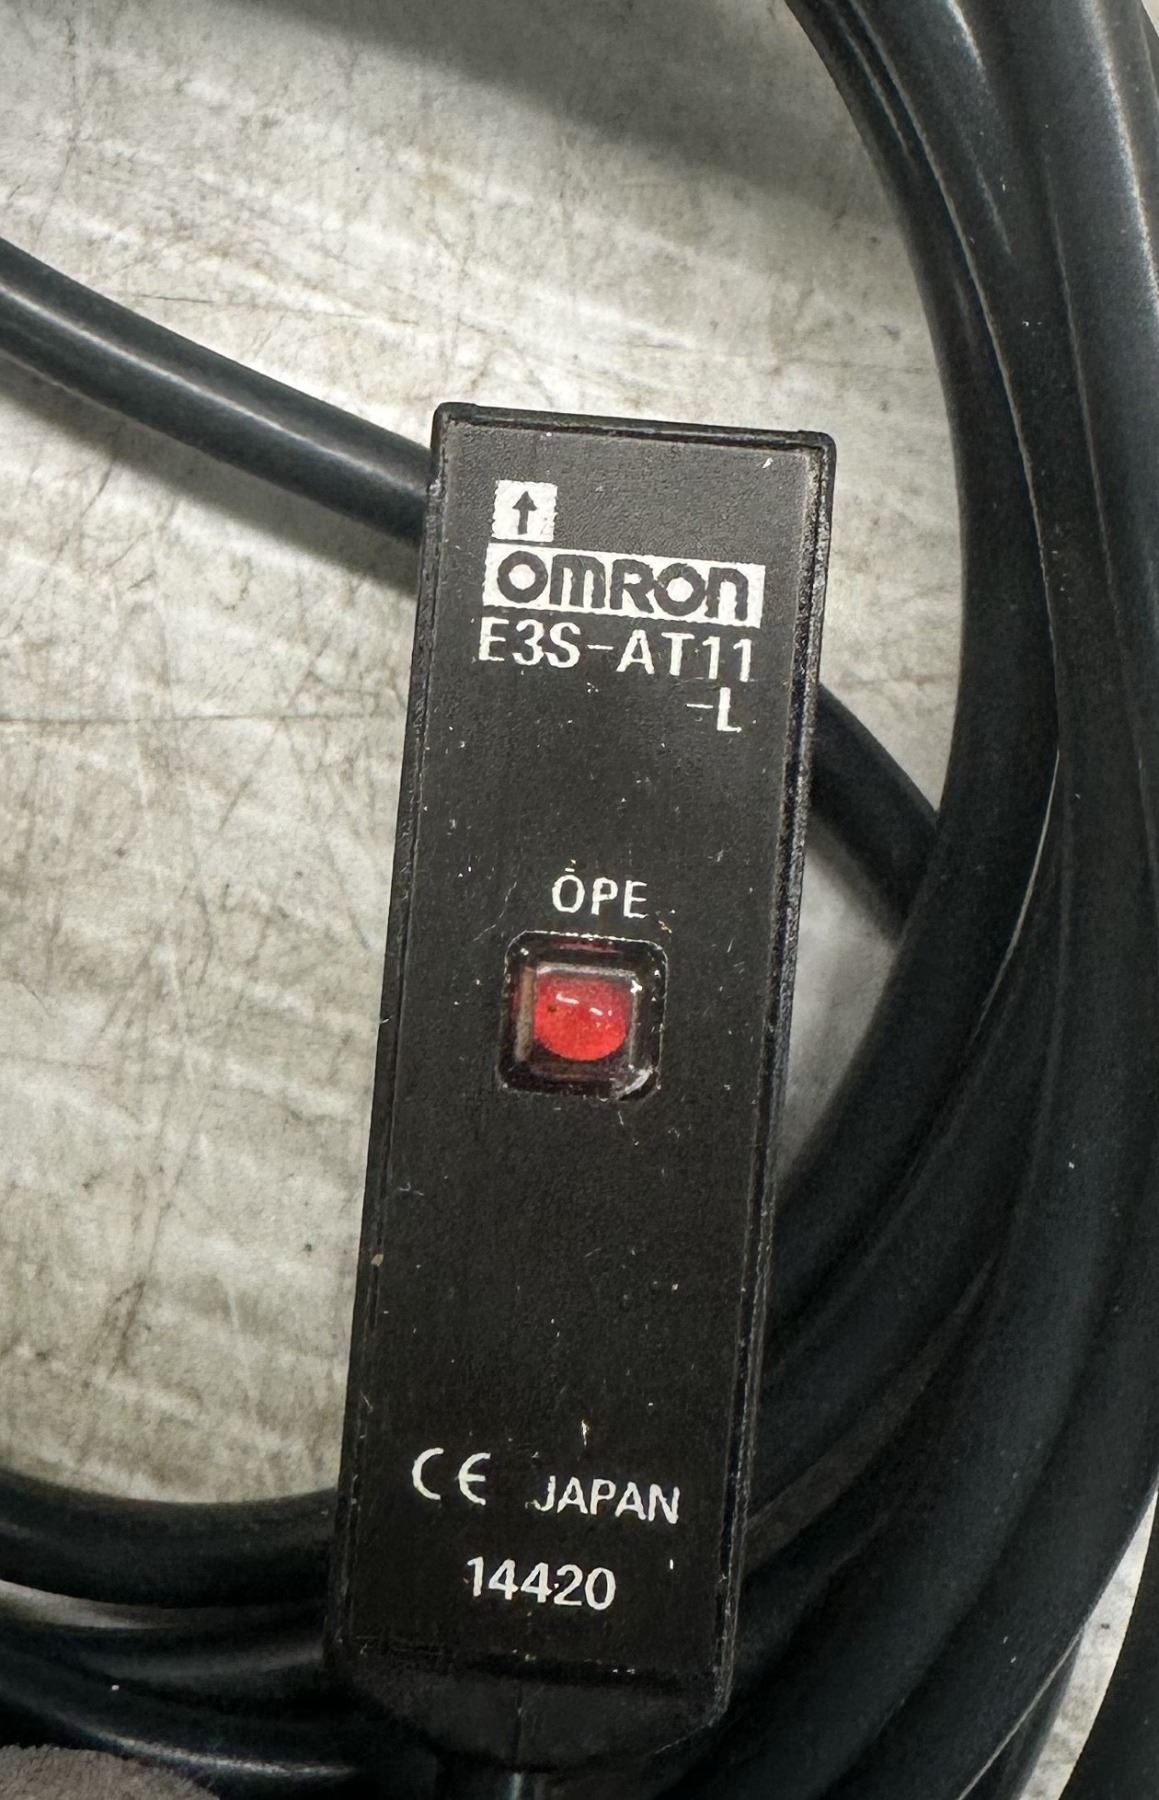 OMRON
E3S-AT11
-L
OPE
CE JAPAN
14420